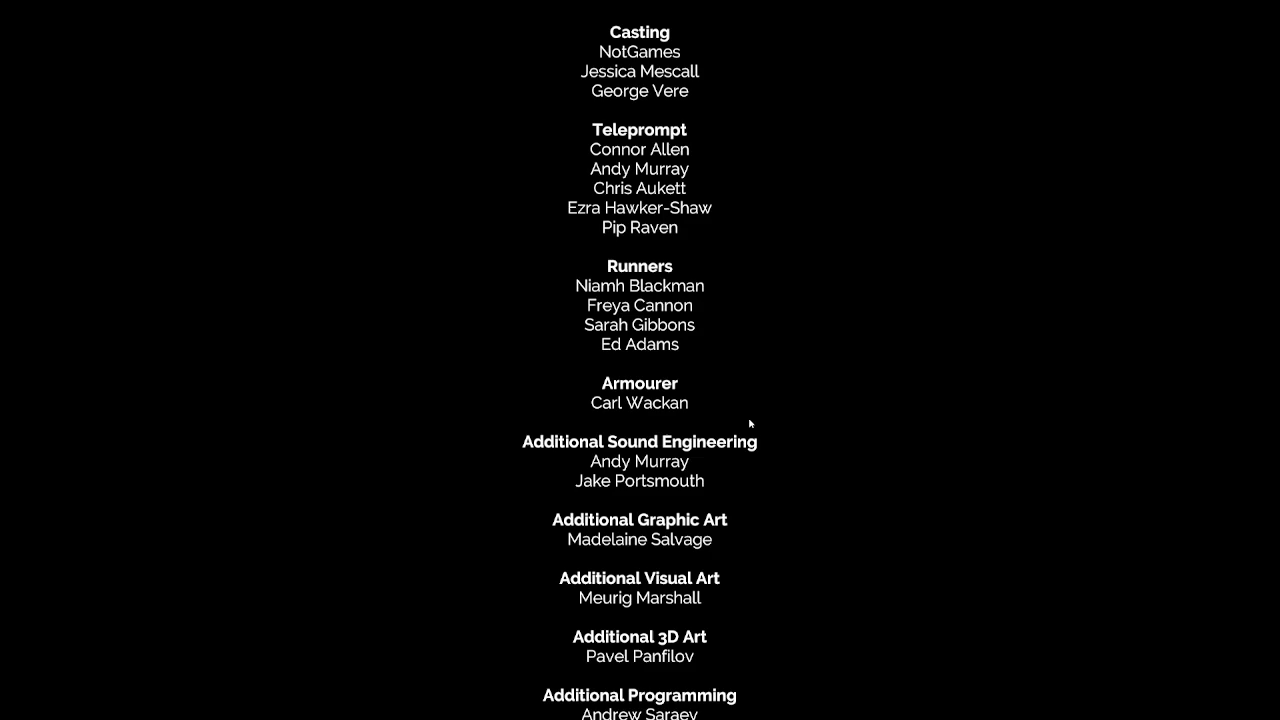 Casting
NotGames
Jessica Mescall
George Vere
Teleprompt
Connor Allen
Andy Murray
Chris Aukett
Ezra Hawker-Shaw
Pip Raven
Runners
Niamh Blackman
Freya Cannon
Sarah Gibbons
Ed Adams
Armourer
Carl Wackan
Additional Sound Engineering
Andy Murray
Jake Portsmouth
Additional Graphic Art
Madelaine Salvage
Additional Visual Art
Meurig Marshall
Additional 3D Art
Pavel Panfilov
Additional Programming
Andrew Saraev